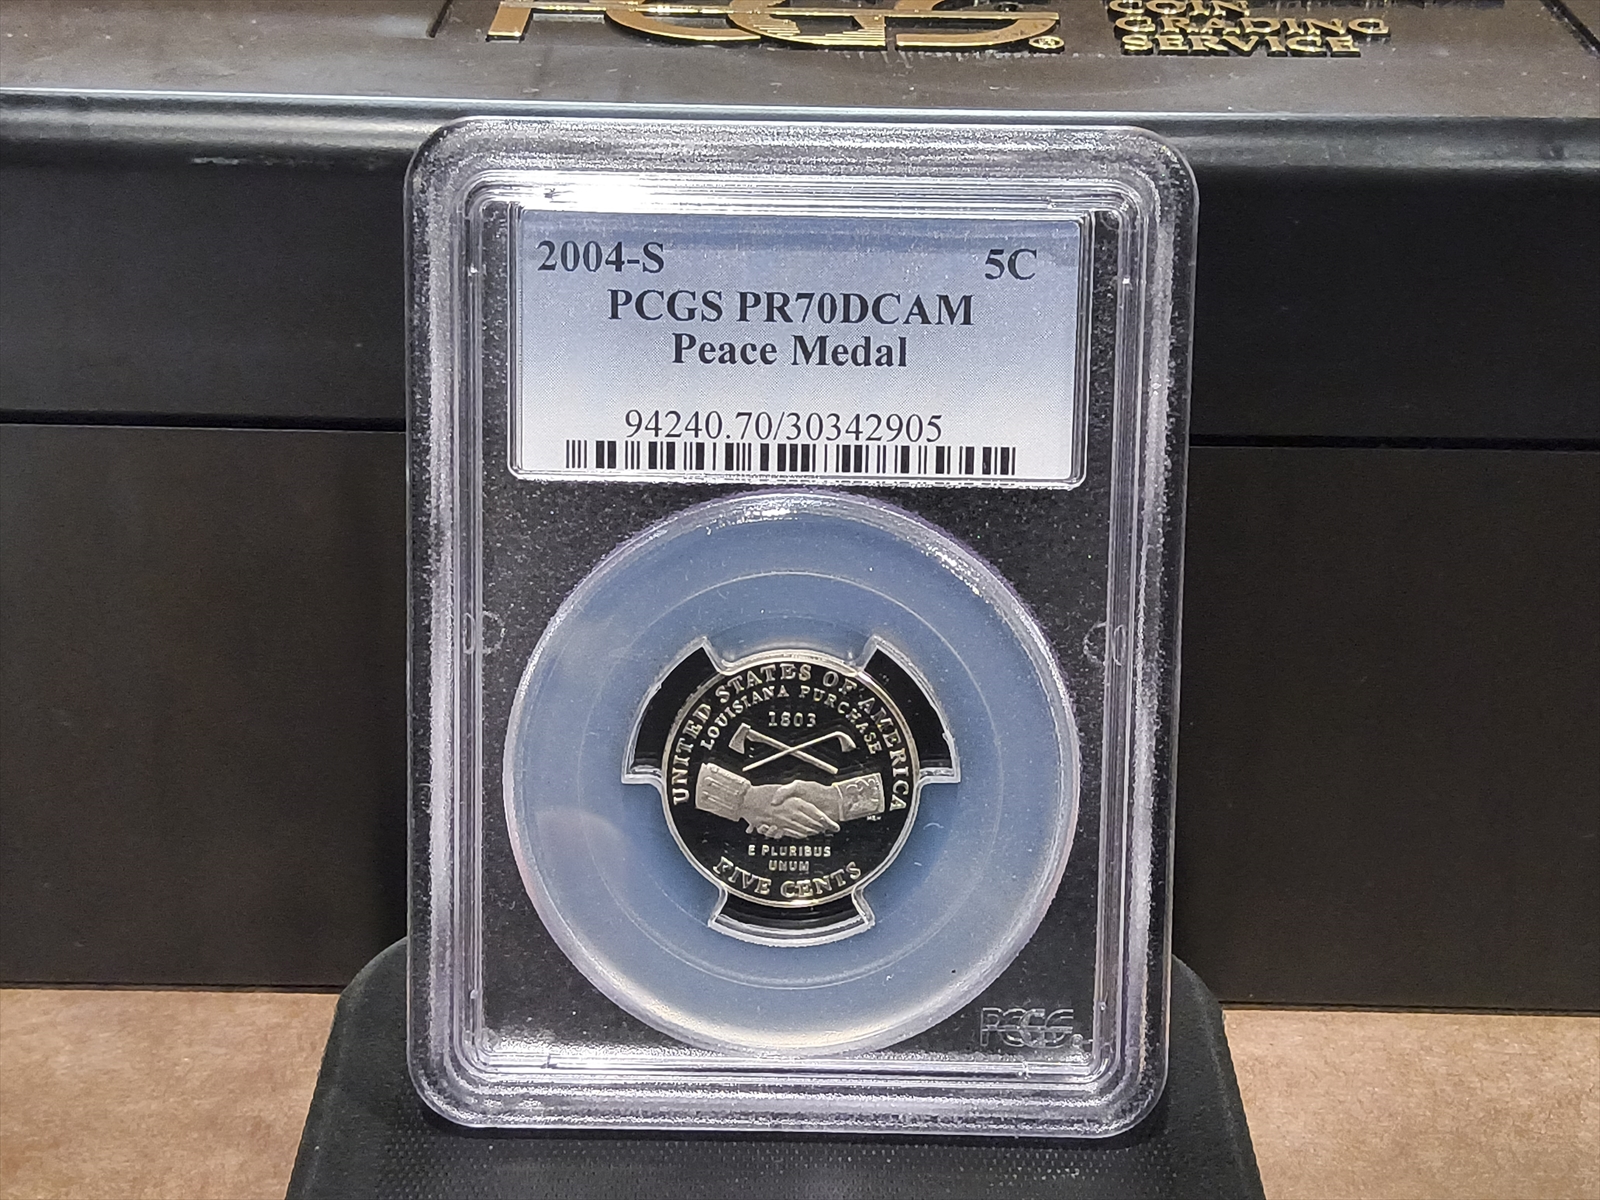 PCGS®
COIN
GRADING
SERVICE
2004-S 5C
PCGS PR70DCAM
Peace Medal
94240.70/30342905
UNITED STATES OF AMERICA
LOUISIANA PURCHASE
1803
E PLURIBUS
UNUM
FIVE CENTS
PCGS